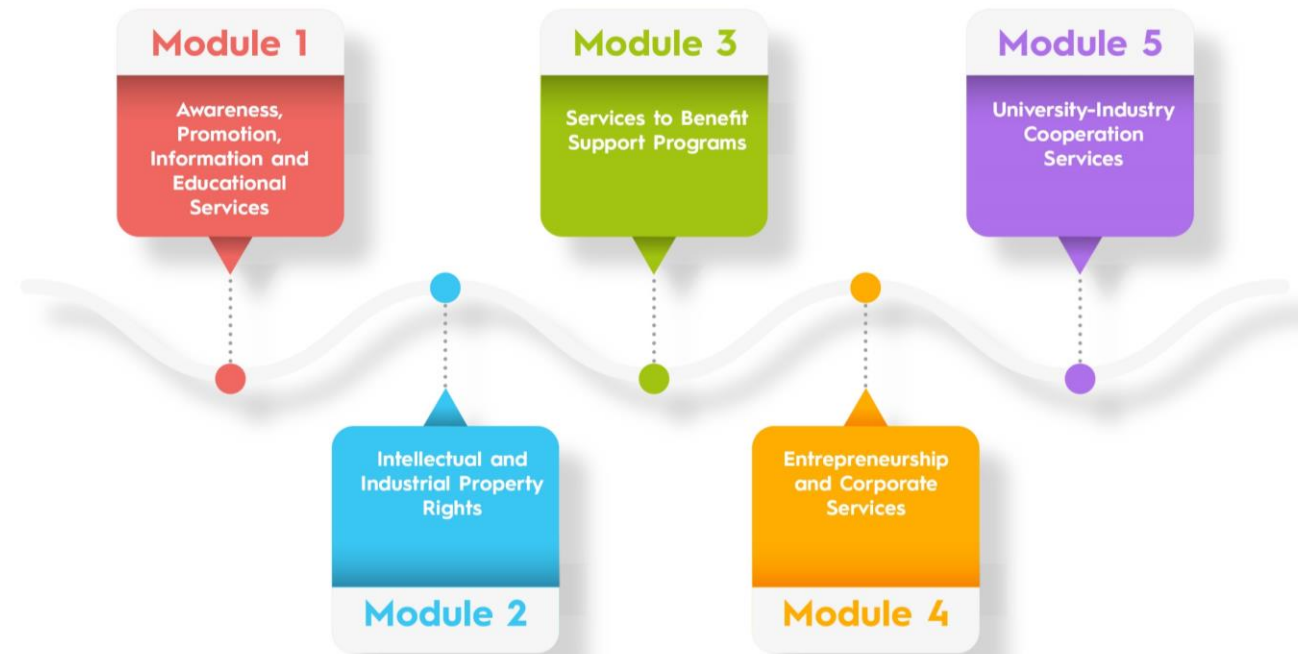 Module 1
Awareness,
Promotion,
Information and
Educational
Services
Intellectual and
Industrial Property
Rights
Module 2
Module 3
Services to Benefit
Support Programs
Entrepreneurship
and Corporate
Services
Module 4
Module 5
University-Industry
Cooperation
Services